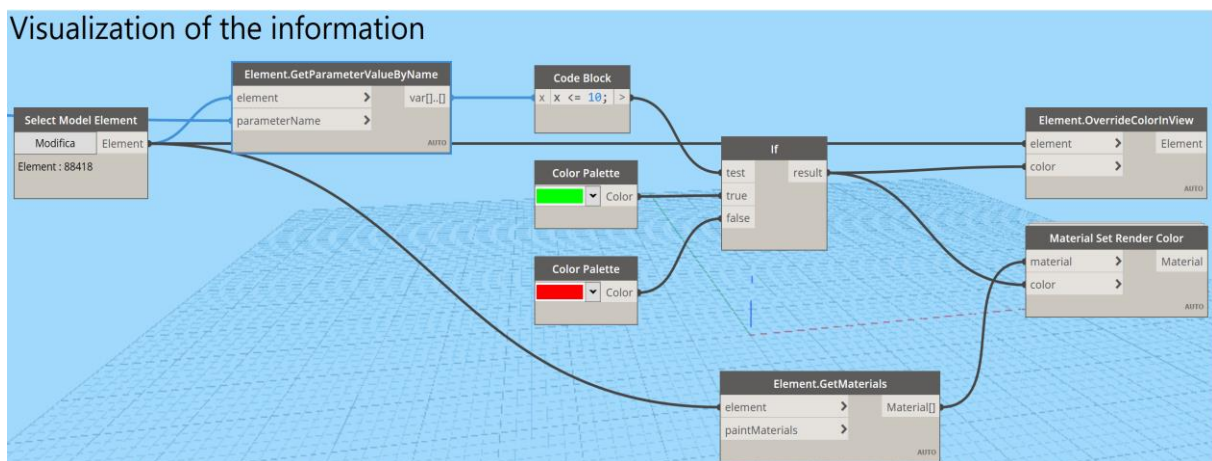 Visualization of the information
Select Model Element
Modifica
Element
Element : 88418
Element.GetParameterValueByName
element
>
var[]..[]
parameterName
>
AUTO
Code Block
x
x <= 10;
>
Color Palette
Color
Color Palette
Color
If
test
result
true
false
Element.OverrideColorInView
element
>
Element
color
>
AUTO
Material Set Render Color
material
>
Material
color
>
AUTO
Element.GetMaterials
element
>
Material[]
paintMaterials
>
AUTO